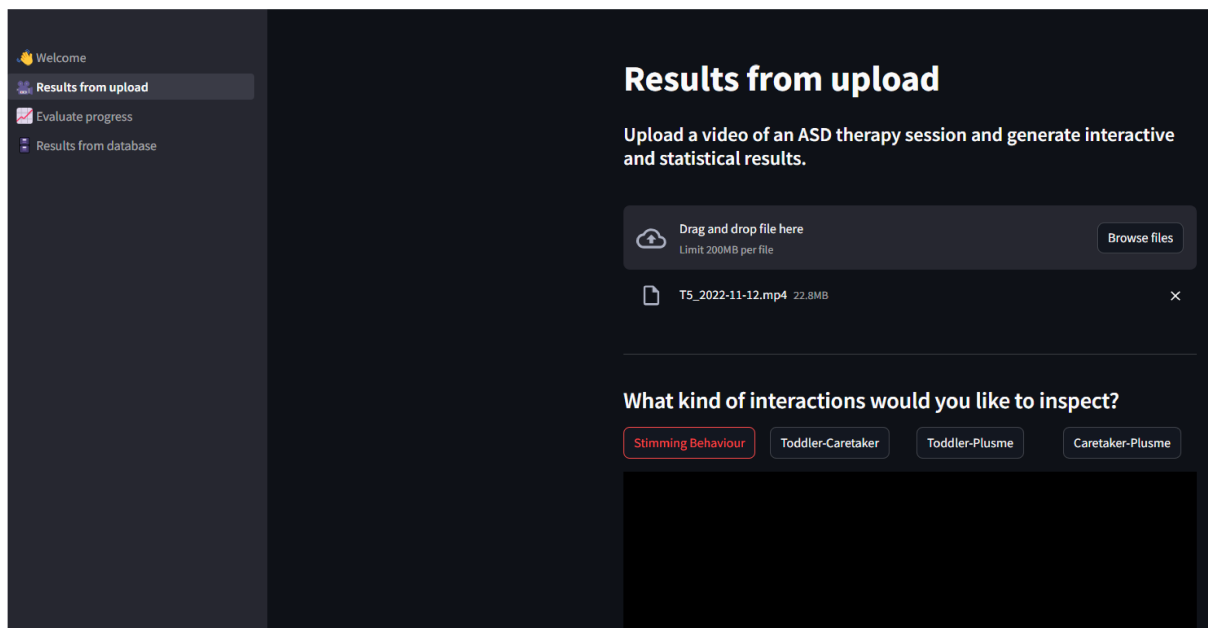 Welcome
Results from upload
Evaluate progress
Results from database
Results from upload
Upload a video of an ASD therapy session and generate interactive
and statistical results.
Drag and drop file here
Limit 200MB per file
Browse files
T5_2022-11-12.mp4 22.8MB
What kind of interactions would you like to inspect?
Stimming Behaviour Toddler-Caretaker Toddler-Plusme Caretaker-Plusme